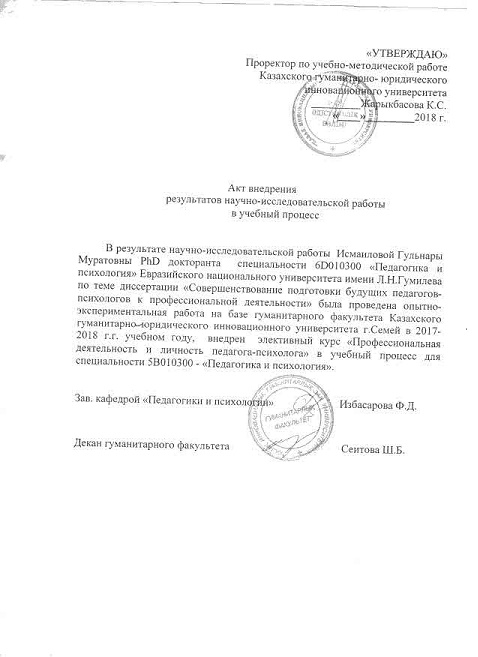 «УТВЕРЖДАЮ»
Проректор по учебно-методической работе
Казахского гуманитарно- юридического
инновационного университета
Жарыкбасова К.С.
«    » 2018 г.
Акт внедрения
результатов научно-исследовательской работы
в учебный процесс
В результате научно-исследовательской работы Исмаиловой Гульнары
Муратовны PhD докторанта специальности 6D010300 «Педагогика и
психология» Евразийского национального университета имени Л.Н.Гумилева
по теме диссертации «Совершенствование подготовки будущих педагогов-
психологов к профессиональной деятельности» была проведена опытно-
экспериментальная работа на базе гуманитарного факультета Казахского
гуманитарно-юридического инновационного университета г.Семей в 2017-
2018 г.г. учебном году, внедрен элективный курс «Профессиональная
деятельность и личность педагога-психолога» в учебный процесс для
специальности 5В010300 - «Педагогика и психология».
Зав. кафедрой «Педагогики и психологии» Избасарова Ф.Д.
ГУМАНИТАРЛЫҚ
ФАКУЛЬТЕТ
Декан гуманитарного факультета Сеитова Ш.Б.